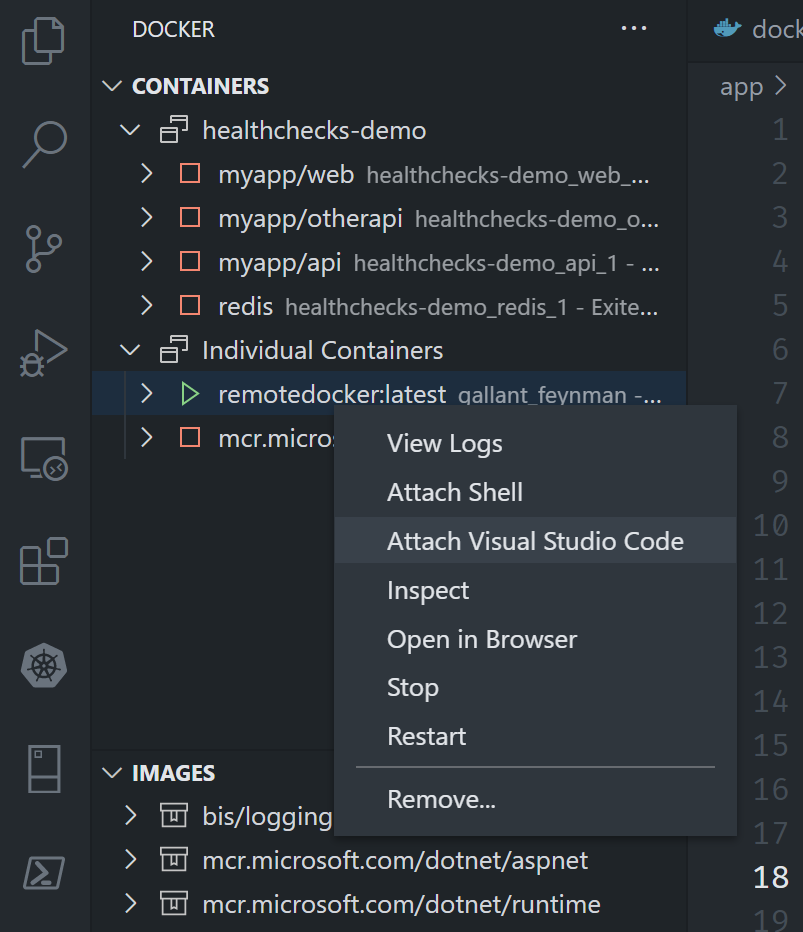 DOCKER
dock
CONTAINERS
app
healthchecks-demo
myapp/web healthchecks-demo_web_...
myapp/otherapi healthchecks-demo_o...
myapp/api healthchecks-demo_api_1 - ...
redis healthchecks-demo_redis_1 - Exite...
Individual Containers
remotedocker:latest gallant_feynman -...
mcr.micros
View Logs
Attach Shell
Attach Visual Studio Code
Inspect
Open in Browser
Stop
Restart
Remove...
IMAGES
bis/logging
mcr.microsoft.com/dotnet/aspnet
mcr.microsoft.com/dotnet/runtime
1
2
3
4
5
6
7
8
9
10
11
12
13
14
15
16
17
18
19